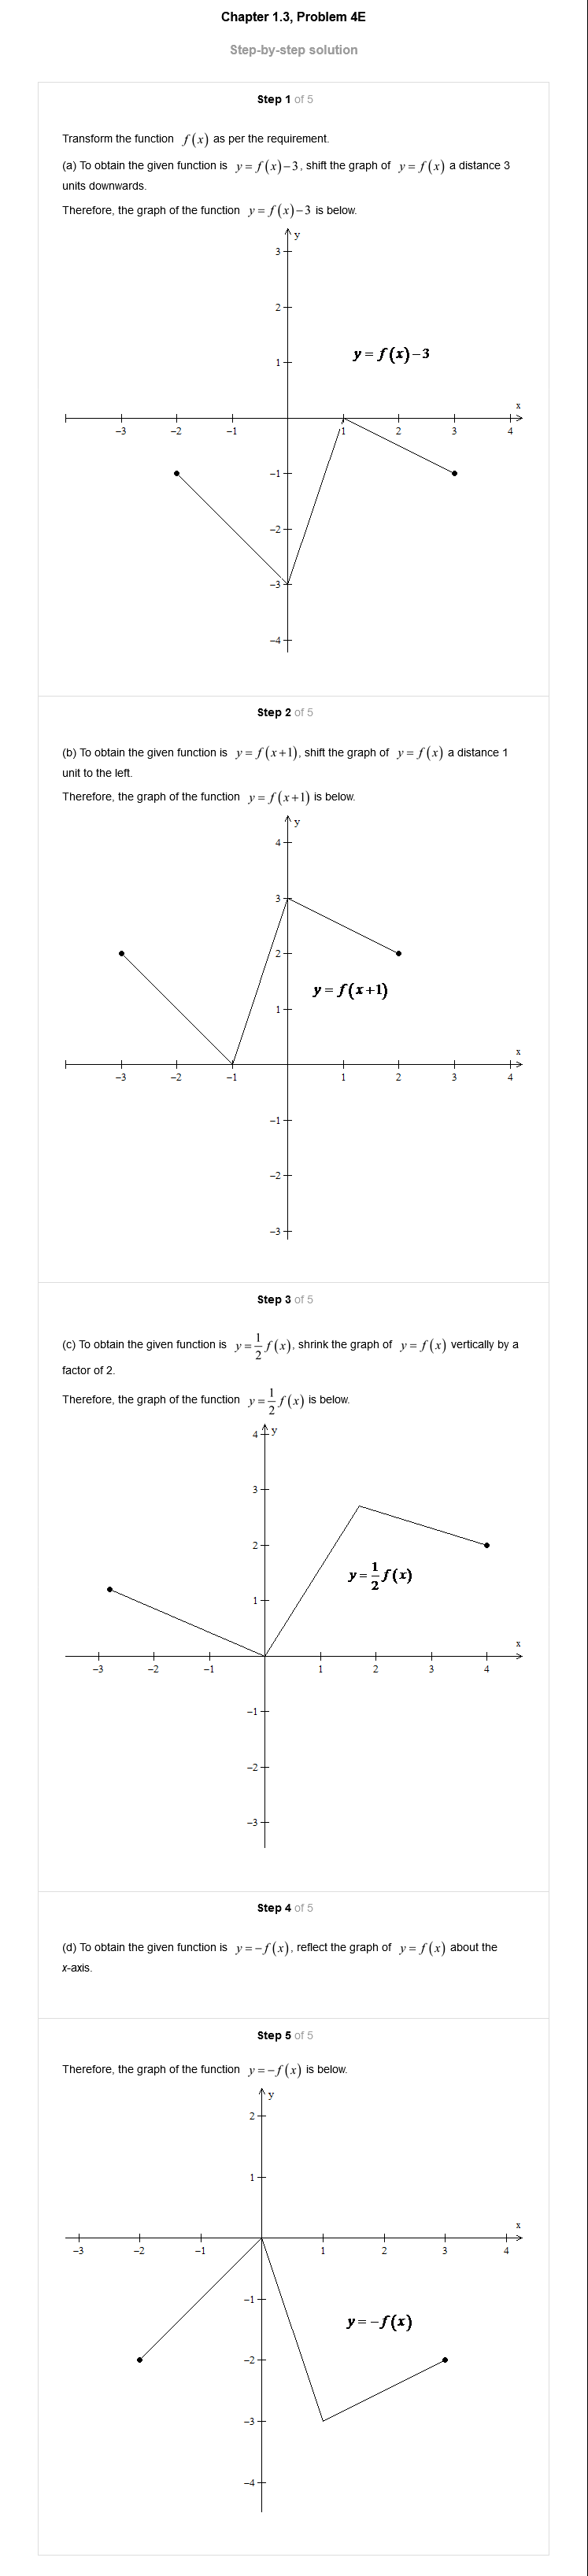 Chapter 1.3, Problem 4E
Step-by-step solution
Step 1 of 5
Transform the function f(x) as per the requirement.
(a) To obtain the given function is y = f(x)−3, shift the graph of y = f(x) a distance 3
units downwards.
Therefore, the graph of the function y = f(x)−3 is below.
y
3
2
1
y = f(x)−3
x
−3 −2 −1 1 2 3 4
−1
−2
−3
−4
Step 2 of 5
(b) To obtain the given function is y = f(x+1), shift the graph of y = f(x) a distance 1
unit to the left.
Therefore, the graph of the function y = f(x+1) is below.
y
4
3
2
y = f(x+1)
1
x
−3 −2 −1 1 2 3 4
−1
−2
−3
Step 3 of 5
(c) To obtain the given function is y = 1/2 f(x), shrink the graph of y = f(x) vertically by a
factor of 2.
Therefore, the graph of the function y = 1/2 f(x) is below.
4 y
3
2
y = 1/2 f(x)
1
x
−3 −2 −1 1 2 3 4
−1
−2
−3
Step 4 of 5
(d) To obtain the given function is y = −f(x), reflect the graph of y = f(x) about the
x-axis.
Step 5 of 5
Therefore, the graph of the function y = −f(x) is below.
y
2
1
x
−3 −2 −1 1 2 3 4
−1
y = −f(x)
−2
−3
−4